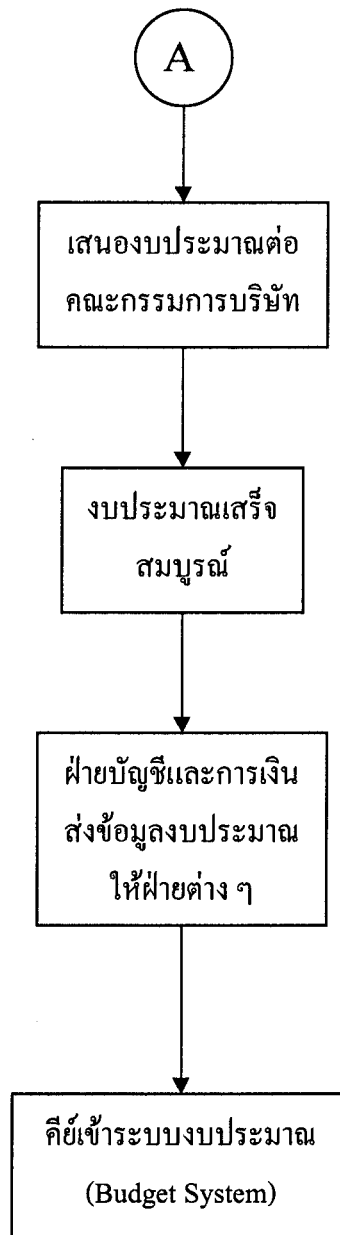 A
เสนองบประมาณต่อ
คณะกรรมการบริษัท
งบประมาณเสร็จ
สมบูรณ์
ฝ่ายบัญชีและการเงิน
ส่งข้อมูลงบประมาณ
ให้ฝ่ายต่าง ๆ
คีย์เข้าระบบงบประมาณ
(Budget System)